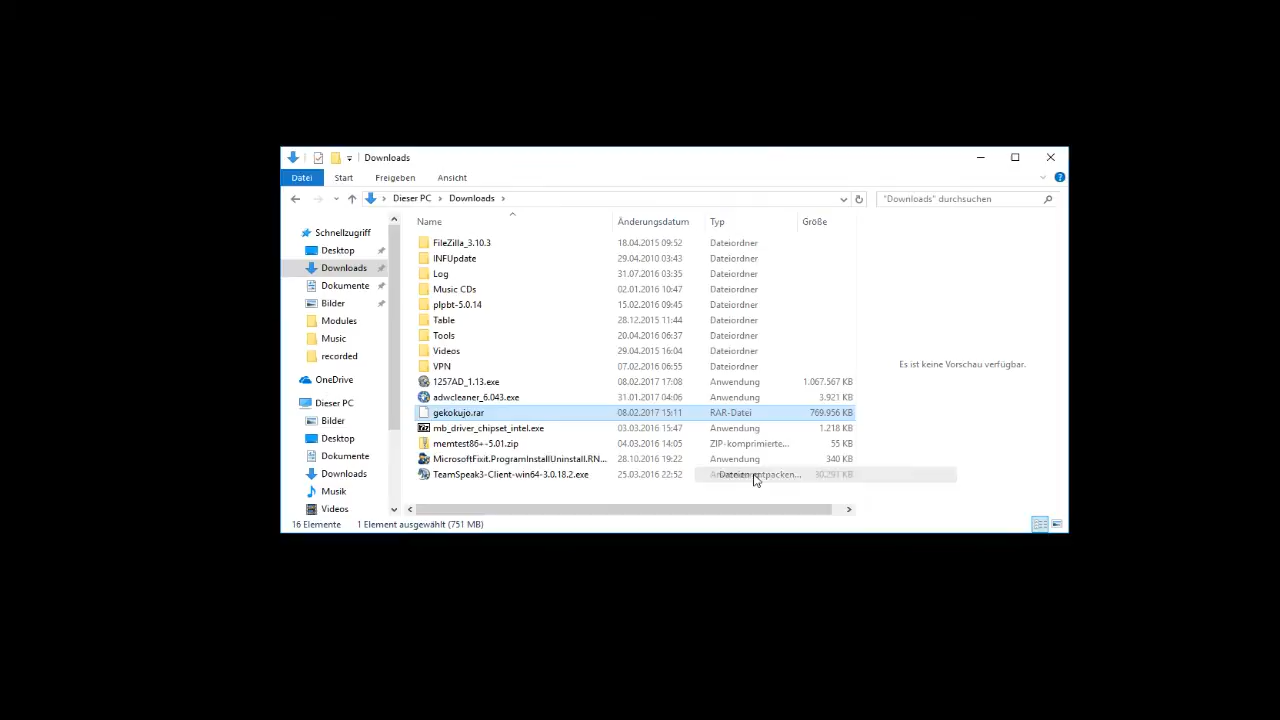 Downloads
Datei Start Freigeben Ansicht
Dieser PC Downloads "Downloads" durchsuchen
Name Änderungsdatum Typ Größe
Schnellzugriff
Desktop
Downloads
Dokumente
Bilder
Modules
Music
recorded
OneDrive
Dieser PC
Bilder
Desktop
Dokumente
Downloads
Musik
Videos
FileZilla_3.10.3 18.04.2015 09:52 Dateiordner
INFUpdate 29.04.2010 03:43 Dateiordner
Log 31.07.2016 03:35 Dateiordner
Music CDs 02.01.2016 10:47 Dateiordner
plpbt-5.0.14 15.02.2016 09:45 Dateiordner
Table 28.12.2015 11:44 Dateiordner
Tools 20.04.2016 06:37 Dateiordner
Videos 29.04.2015 16:04 Dateiordner
VPN 07.02.2016 06:55 Dateiordner
1257AD_1.13.exe 08.02.2017 17:08 Anwendung 1.067.567 KB
adwcleaner_6.043.exe 31.01.2017 04:06 Anwendung 3.921 KB
gekokujo.rar 08.02.2017 15:11 RAR-Datei 769.956 KB
mb_driver_chipset_intel.exe 03.03.2016 15:47 Anwendung 1.218 KB
memtest86+-5.01.zip 04.03.2016 14:05 ZIP-komprimierte... 55 KB
MicrosoftFixit.ProgramInstallUninstall.RN... 28.10.2016 19:22 Anwendung 340 KB
TeamSpeak3-Client-win64-3.0.18.2.exe 25.03.2016 22:52 Dateien entpacken... 30.293 KB
Es ist keine Vorschau verfügbar.
16 Elemente 1 Element ausgewählt (751 MB)